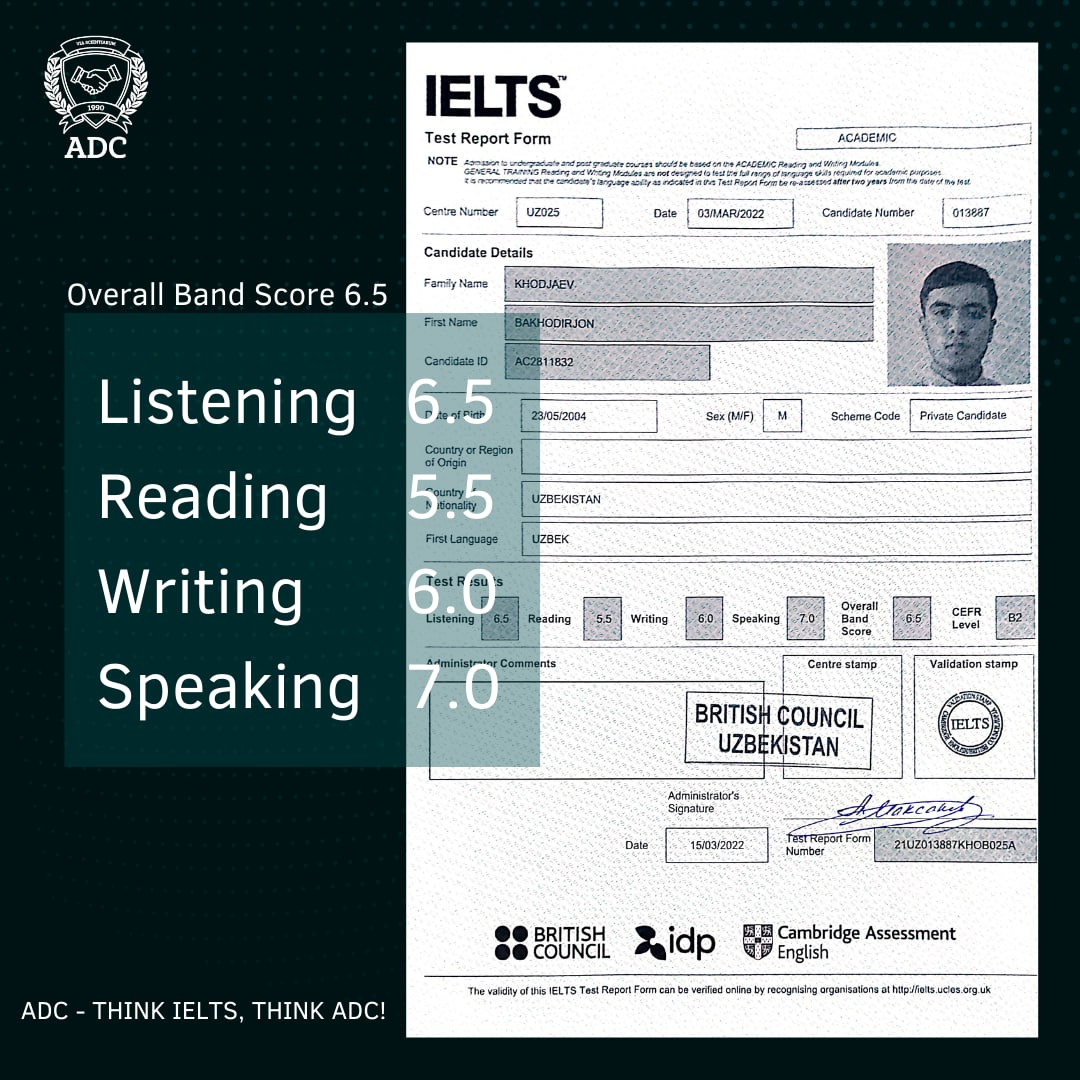 VIA SCIENTIARUM
1990
ADC
Overall Band Score 6.5
Listening 6.5
Reading 5.5
Writing 6.0
Speaking 7.0
ADC - THINK IELTS, THINK ADC!
IELTS™
Test Report Form
ACADEMIC
NOTE Admission to undergraduate and post graduate courses should be based on the ACADEMIC Reading and Writing Modules.
GENERAL TRAINING Reading and Writing Modules are not designed to test the full range of language skills required for academic purposes.
It is recommended that the candidate's language ability as indicated in this Test Report Form be re-assessed after two years from the date of the test.
Centre Number UZ025 Date 03/MAR/2022 Candidate Number 013887
Candidate Details
Family Name KHODJAEV
First Name BAKHODIRJON
Candidate ID AC2811832
Date of Birth 23/05/2004 Sex (M/F) M Scheme Code Private Candidate
Country or Region
of Origin
Country of
Nationality UZBEKISTAN
First Language UZBEK
Test Results
Listening 6.5 Reading 5.5 Writing 6.0 Speaking 7.0 Overall Band Score 6.5 CEFR Level B2
Administrator Comments Centre stamp Validation stamp
BRITISH COUNCIL
UZBEKISTAN
IELTS
Administrator's
Signature
Date 15/03/2022 Test Report Form Number 21UZ013887KHOB025A
BRITISH COUNCIL
idp
Cambridge Assessment
English
The validity of this IELTS Test Report Form can be verified online by recognising organisations at http://ielts.ucles.org.uk